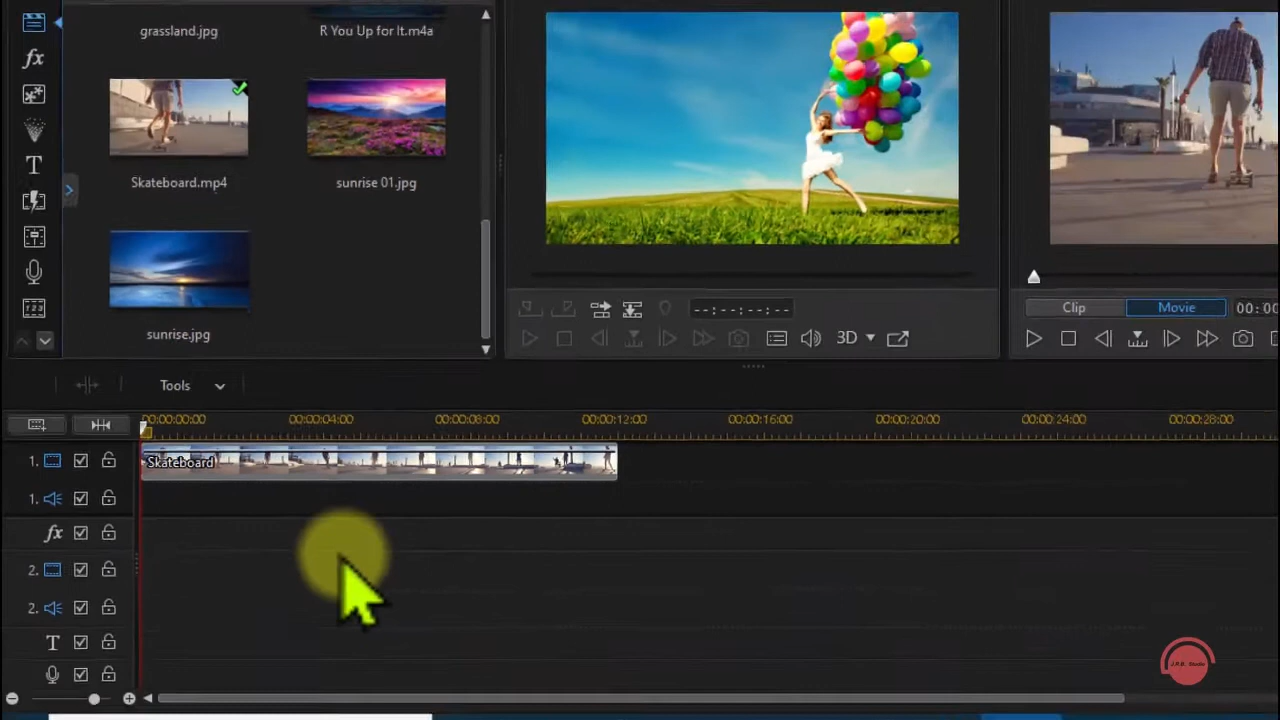 grassland.jpg
R You Up for It.m4a
fx
Skateboard.mp4
sunrise 01.jpg
T
sunrise.jpg
123
--:--:--:--
3D
Clip
Movie
00:00
Tools
00:00:00:00
00:00:04:00
00:00:08:00
00:00:12:00
00:00:16:00
00:00:20:00
00:00:24:00
00:00:28:00
1.
Skateboard
1.
fx
2.
2.
T
J.R.B. Studio